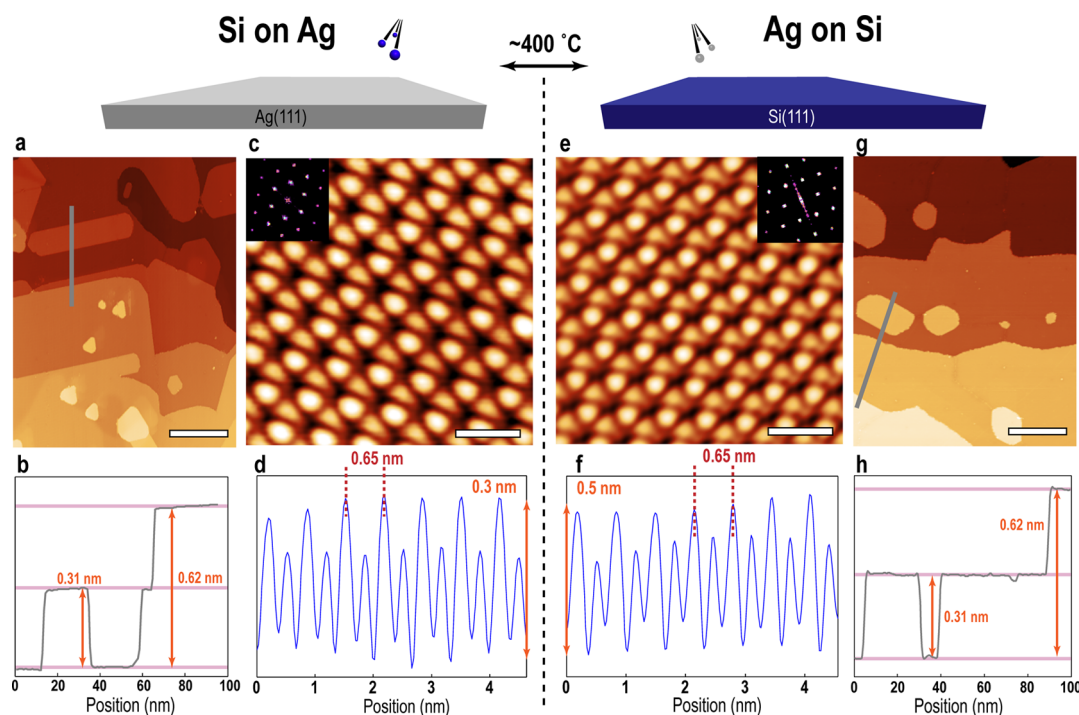 Si on Ag
~400 °C
Ag on Si
Ag(111)
Si(111)
a
c
e
g
b
0.31 nm
0.62 nm
0
20
40
60
80
100
Position (nm)
d
0.65 nm
0.3 nm
0
1
2
3
4
Position (nm)
f
0.65 nm
0.5 nm
0
1
2
3
4
Position (nm)
h
0.62 nm
0.31 nm
0
20
40
60
80
100
Position (nm)